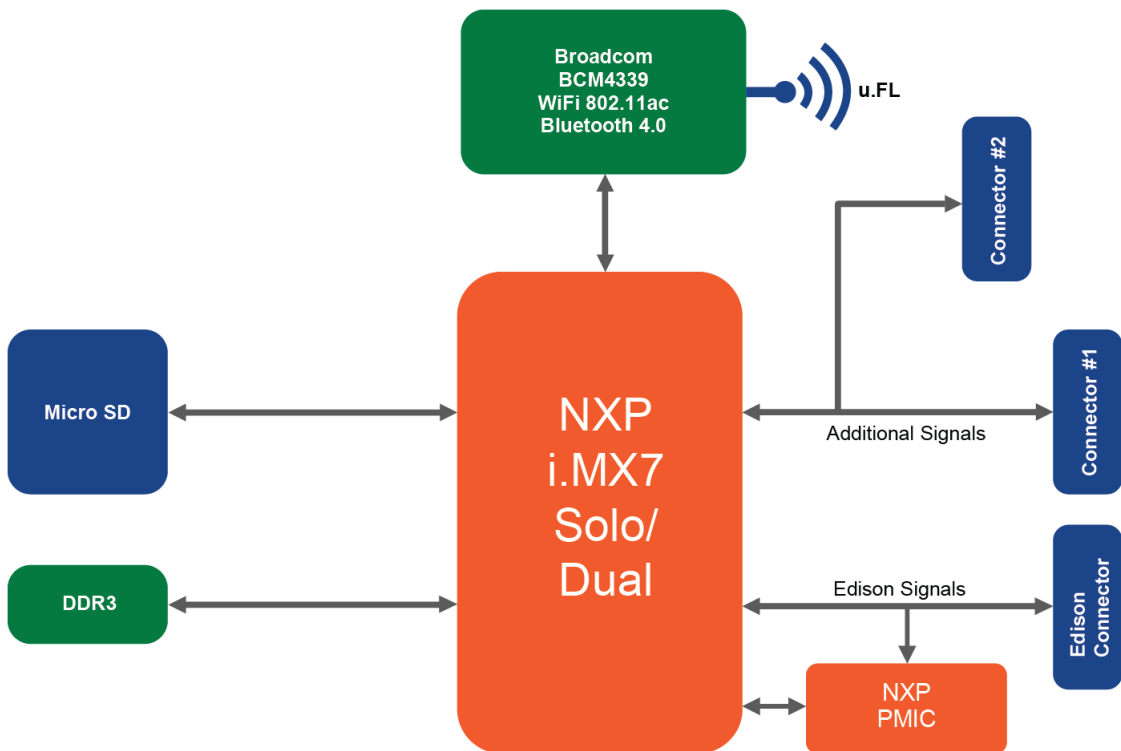 Broadcom
BCM4339
WiFi 802.11ac
Bluetooth 4.0
u.FL
Connector #2
Micro SD
NXP
i.MX7
Solo/
Dual
Additional Signals
Connector #1
DDR3
Edison Signals
Edison
Connector
NXP
PMIC